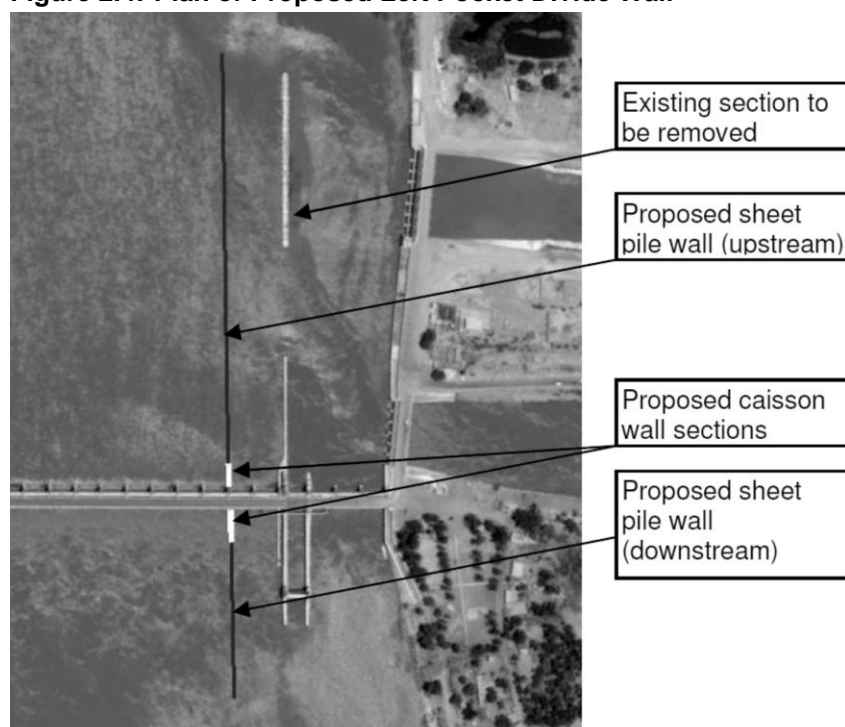 Existing section to
be removed
Proposed sheet
pile wall (upstream)
Proposed caisson
wall sections
Proposed sheet
pile wall
(downstream)